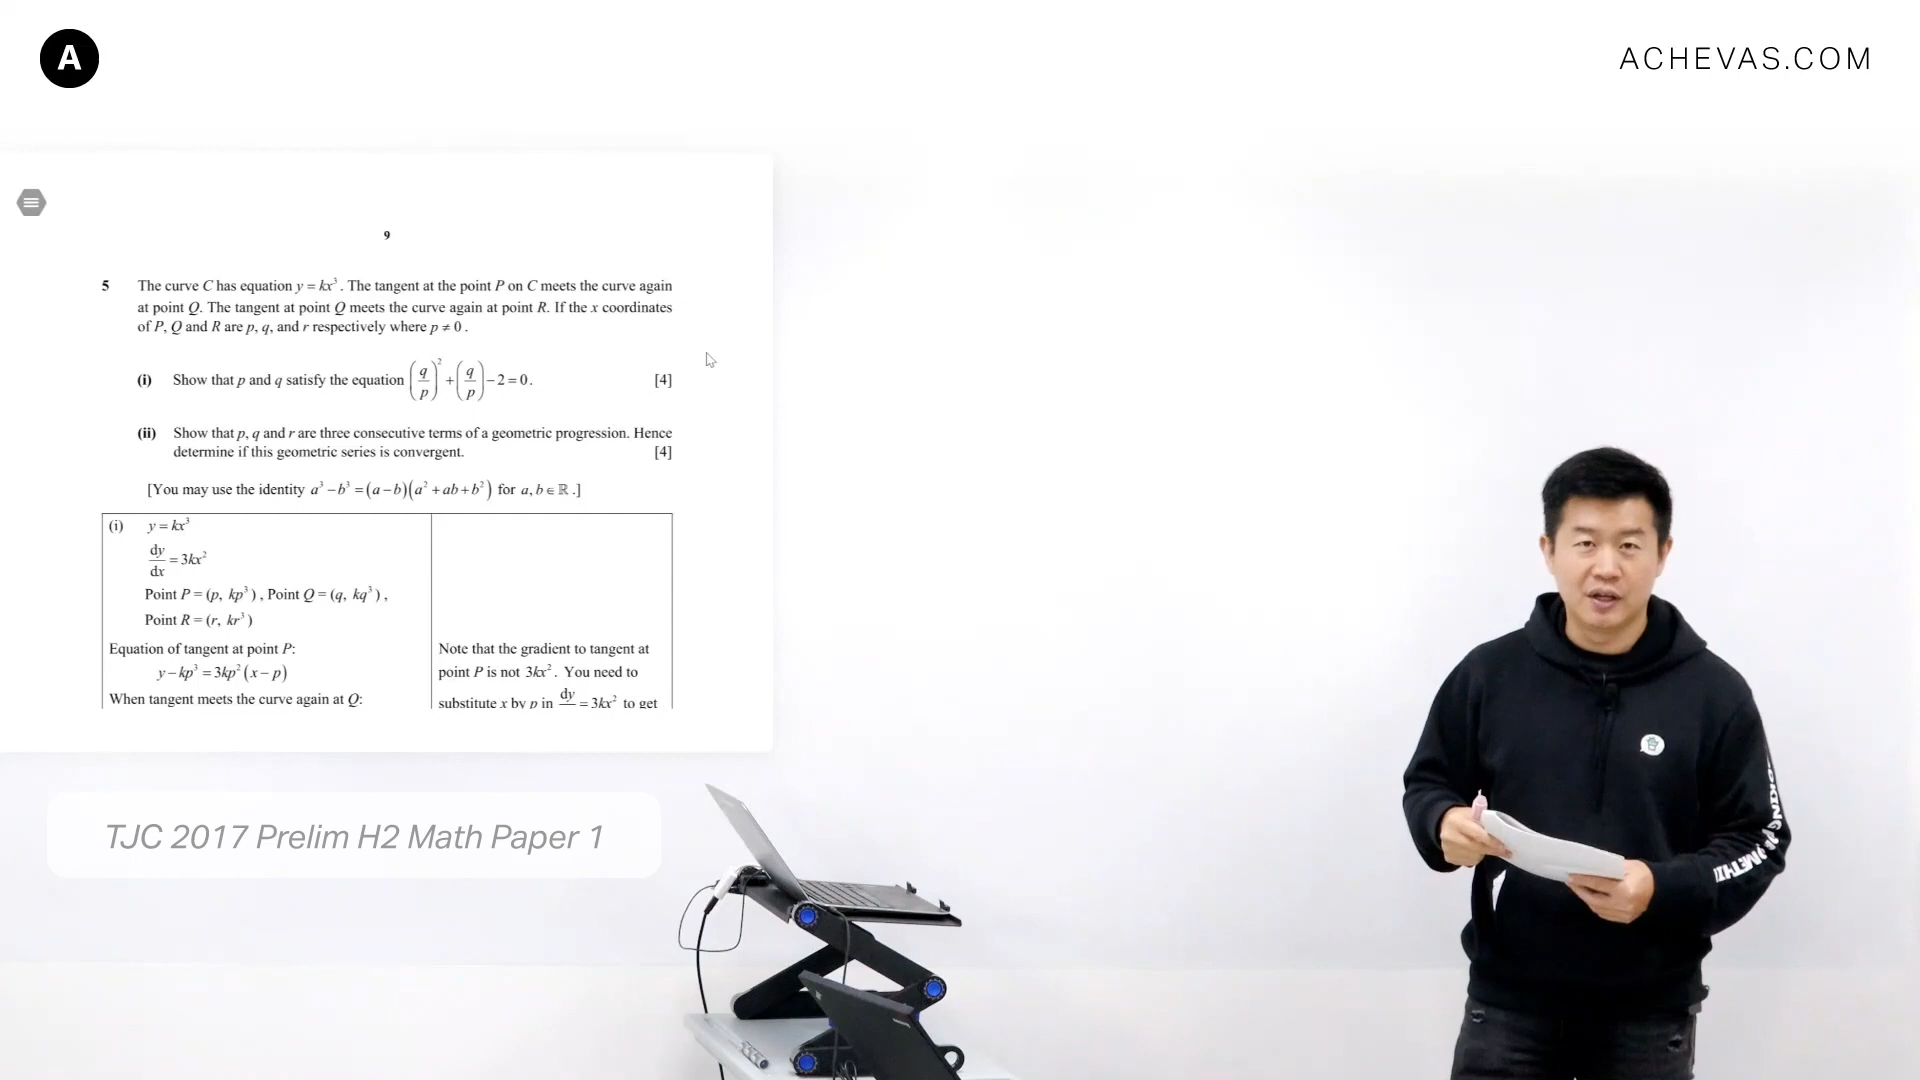 A
ACHEVAS.COM
9
5 The curve C has equation y = kx³. The tangent at the point P on C meets the curve again
at point Q. The tangent at point Q meets the curve again at point R. If the x coordinates
of P, Q and R are p, q, and r respectively where p ≠ 0.
(i) Show that p and q satisfy the equation (q/p)² + (q/p) − 2 = 0. [4]
(ii) Show that p, q and r are three consecutive terms of a geometric progression. Hence
determine if this geometric series is convergent. [4]
[You may use the identity a³ − b³ = (a − b)(a² + ab + b²) for a, b ∈ ℝ.]
(i) y = kx³
dy/dx = 3kx²
Point P = (p, kp³), Point Q = (q, kq³),
Point R = (r, kr³)
Equation of tangent at point P:
y − kp³ = 3kp²(x − p)
When tangent meets the curve again at Q:
Note that the gradient to tangent at
point P is not 3kx². You need to
substitute x by p in dy/ = 3kx² to get
TJC 2017 Prelim H2 Math Paper 1